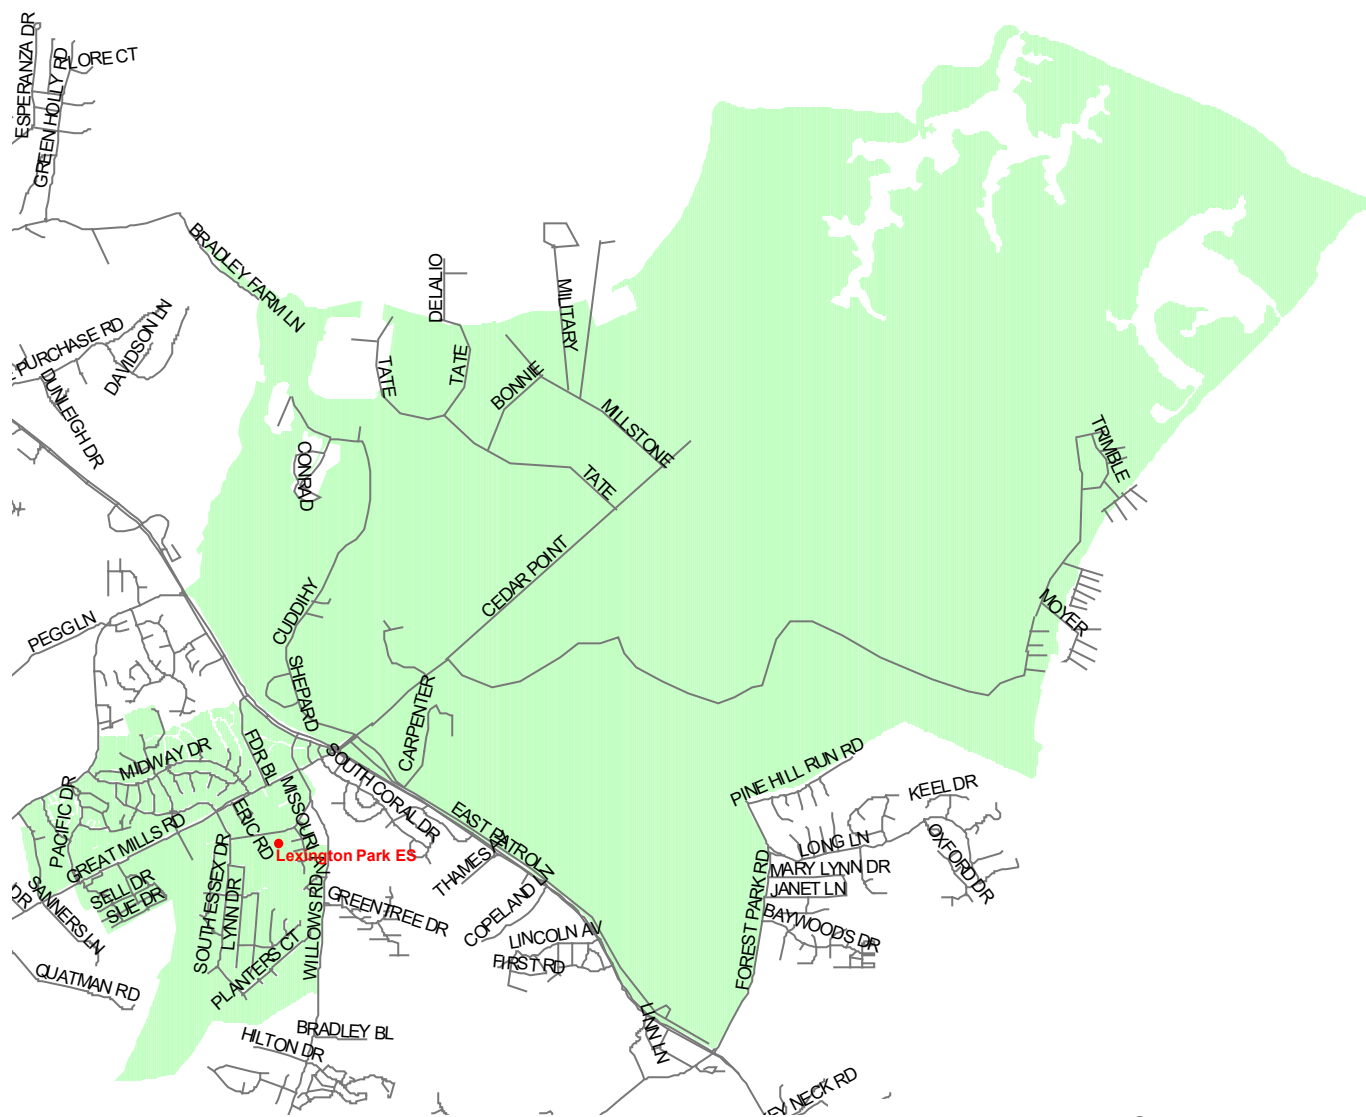 ESPERANZA DR
GREEN HOLLY RD
LORE CT
BRADLEY FARM LN
DELALIO
MILITARY
PURCHASE RD
DAVIDSON LN
DUNLEIGH DR
TATE
TATE
BONNIE
MILLSTONE
TATE
CONRAD
TRIMBLE
CEDAR POINT
CUDDIHY
MOYER
PEGG LN
SHEPARD
CARPENTER
MIDWAY DR
FDR BL
SOUTH CORAL DR
MISSOURI
PACIFIC DR
GREAT MILLS RD
ERIC RD
Lexington Park ES
EAST PATROL
PINE HILL RUN RD
KEEL DR
LONG LN
OXFORD DR
MARY LYNN DR
JANET LN
BAYWOODS DR
FOREST PARK RD
THAMES
COPELAND
LINCOLN AV
FIRST RD
SELL DR
SUE DR
SANNERS LN
DR
SOUTH ESSEX DR
LYNN DR
WILLOWS RD
GREENTREE DR
PLANTERS CT
QUATMAN RD
BRADLEY BL
HILTON DR
LINN LN
EY NECK RD